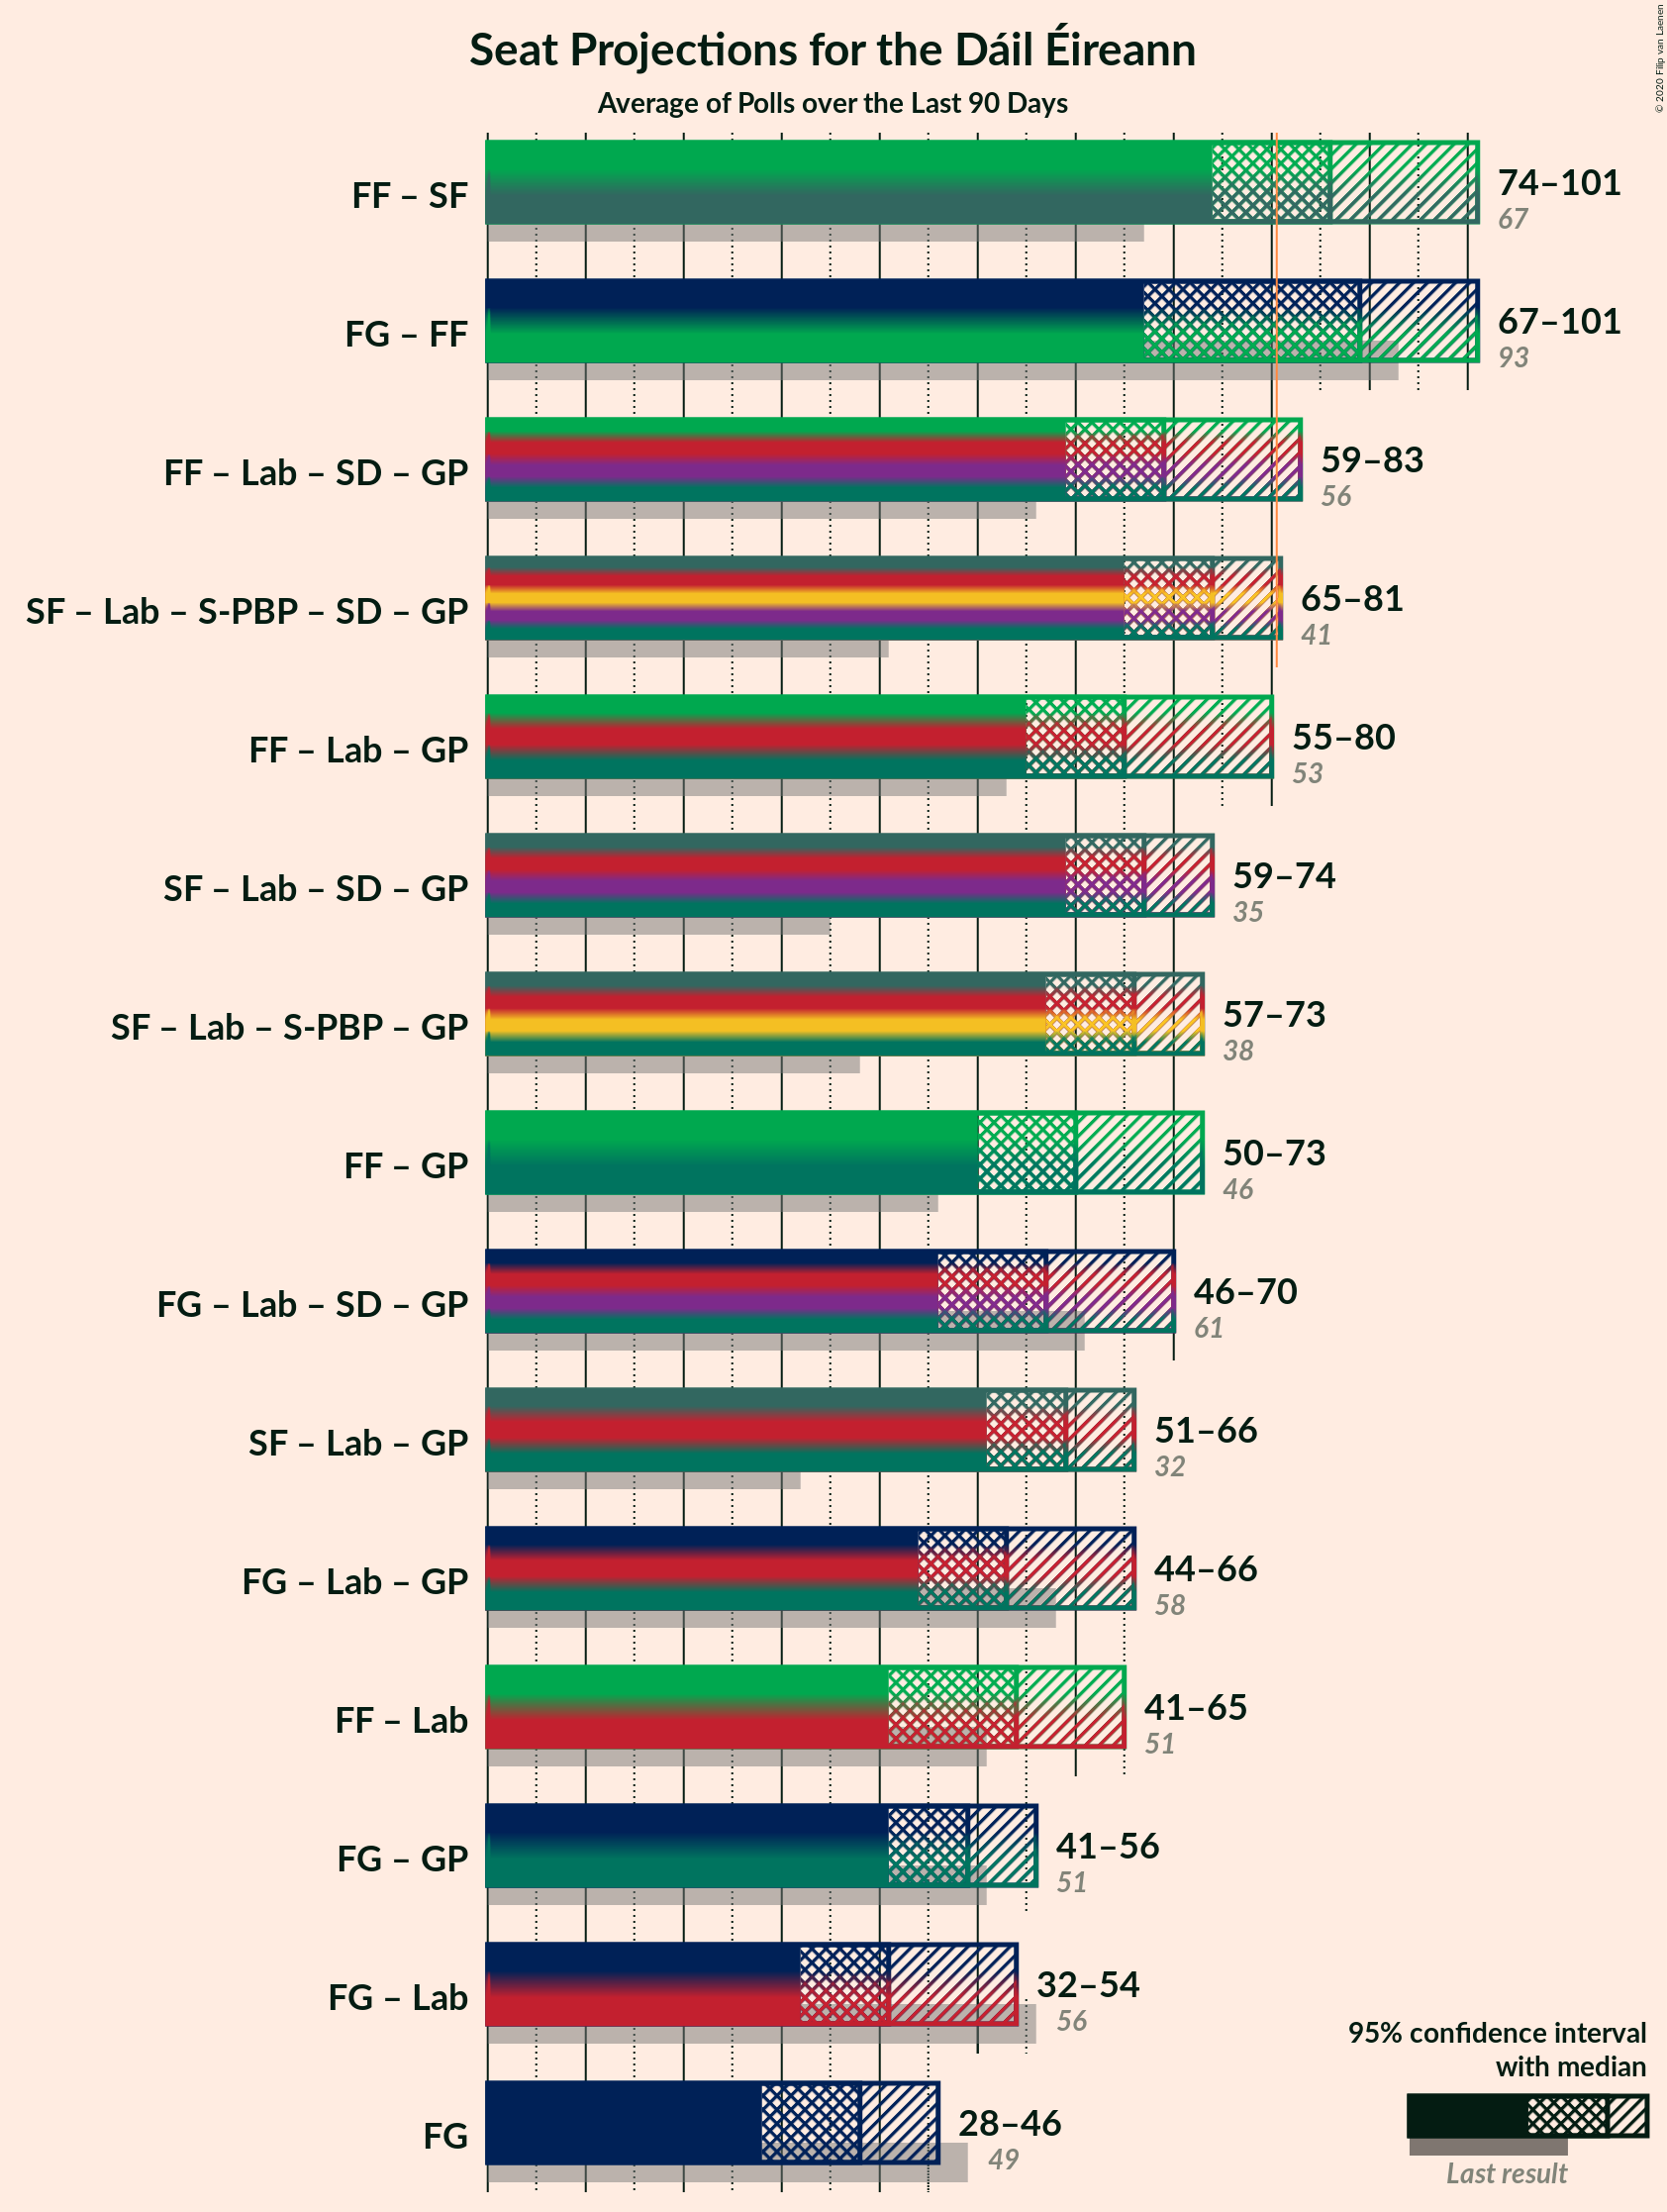 Seat Projections for the Dáil Éireann
Average of Polls over the Last 90 Days
© 2020 Filip van Laenen
FF – SF
74–101
67
FG – FF
67–101
93
FF – Lab – SD – GP
59–83
56
SF – Lab – S-PBP – SD – GP
65–81
41
FF – Lab – GP
55–80
53
SF – Lab – SD – GP
59–74
35
SF – Lab – S-PBP – GP
57–73
38
FF – GP
50–73
46
FG – Lab – SD – GP
46–70
61
SF – Lab – GP
51–66
32
FG – Lab – GP
44–66
58
FF – Lab
41–65
51
FG – GP
41–56
51
FG – Lab
32–54
56
FG
28–46
49
95% confidence interval
with median
Last result